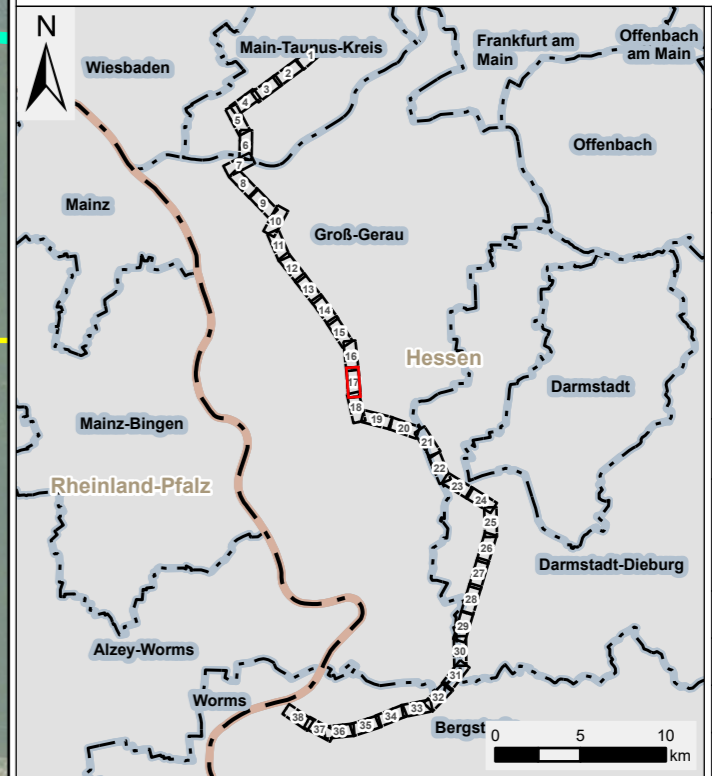 N
Main-Taunus-Kreis
Frankfurt am
Main
Offenbach
am Main
Wiesbaden
1
2
3
4
5
6
7
8
9
10
11
12
13
14
15
16
17
18
19
20
21
22
23
24
25
26
27
28
29
30
31
32
33
34
35
36
37
38
Offenbach
Mainz
Groß-Gerau
Hessen
Darmstadt
Mainz-Bingen
Rheinland-Pfalz
Darmstadt-Dieburg
Alzey-Worms
Worms
Bergst
0 5 10
km